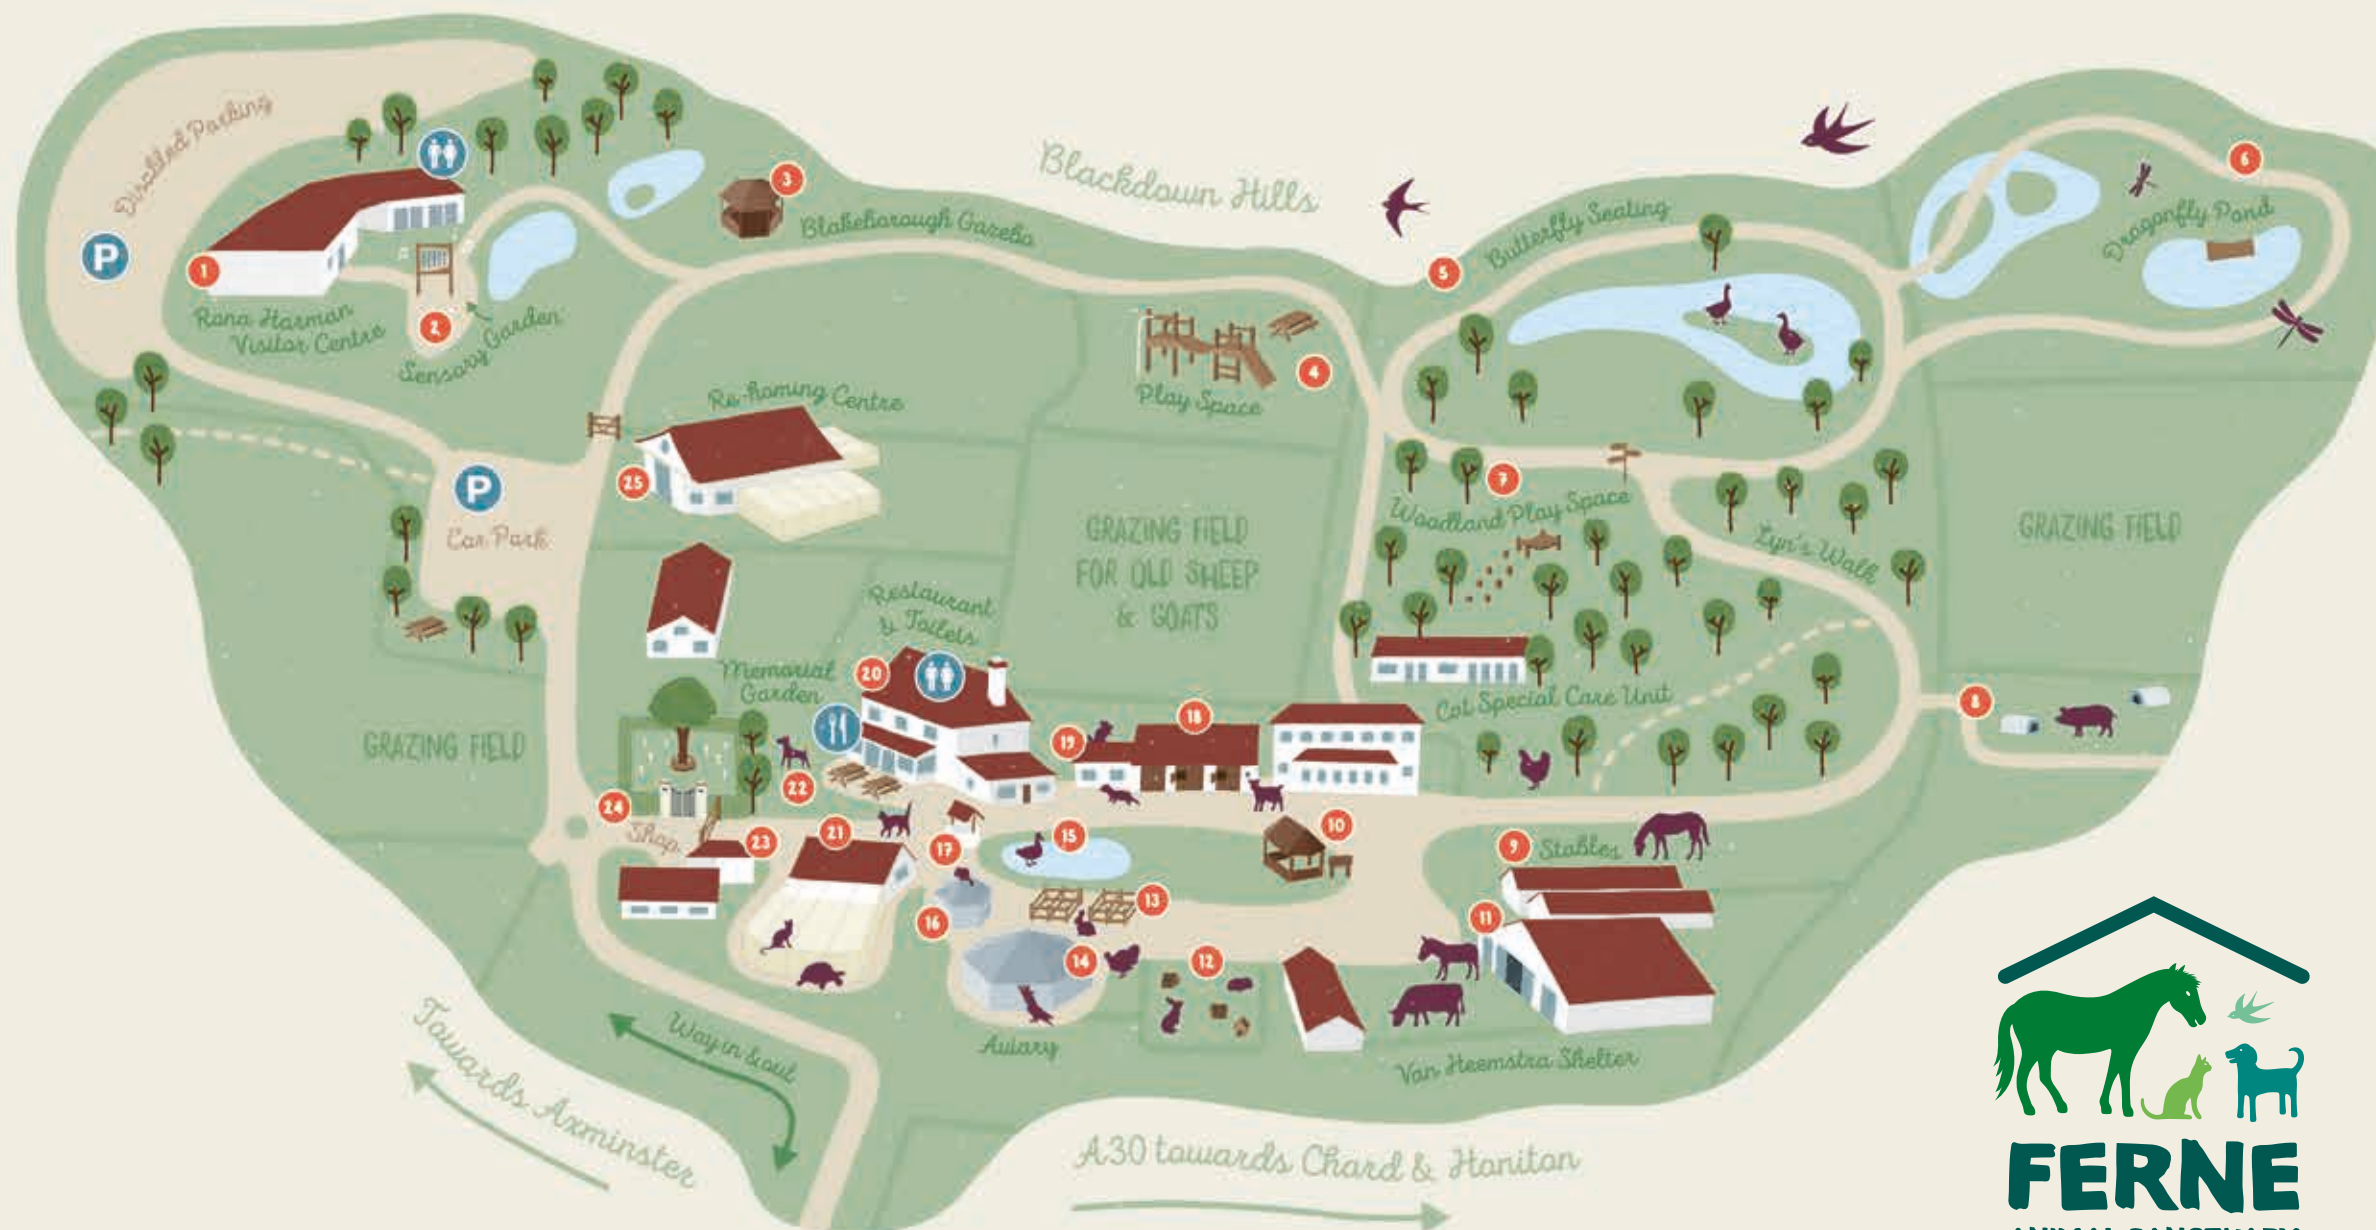 Disabled Parking
P
1
Rona Harman
Visitor Centre
2
Sensory Garden
3
Blakeborough Gazebo
Blackdown Hills
4
Play Space
5
Butterfly Seating
6
Dragonfly Pond
Re-homing Centre
25
P
Car Park
GRAZING FIELD
FOR OLD SHEEP
& GOATS
7
Woodland Play Space
Lyn's Walk
GRAZING FIELD
Restaurant
& Toilets
20
Memorial
Garden
Cat Special Care Unit
8
GRAZING FIELD
19
18
22
24
Shop
23
21
17
15
10
9
Stables
16
13
11
14
12
Aviary
Van Heemstra Shelter
Way in & out
Towards Axminster
A30 towards Chard & Honiton
FERNE
ANIMAL SANCTUARY